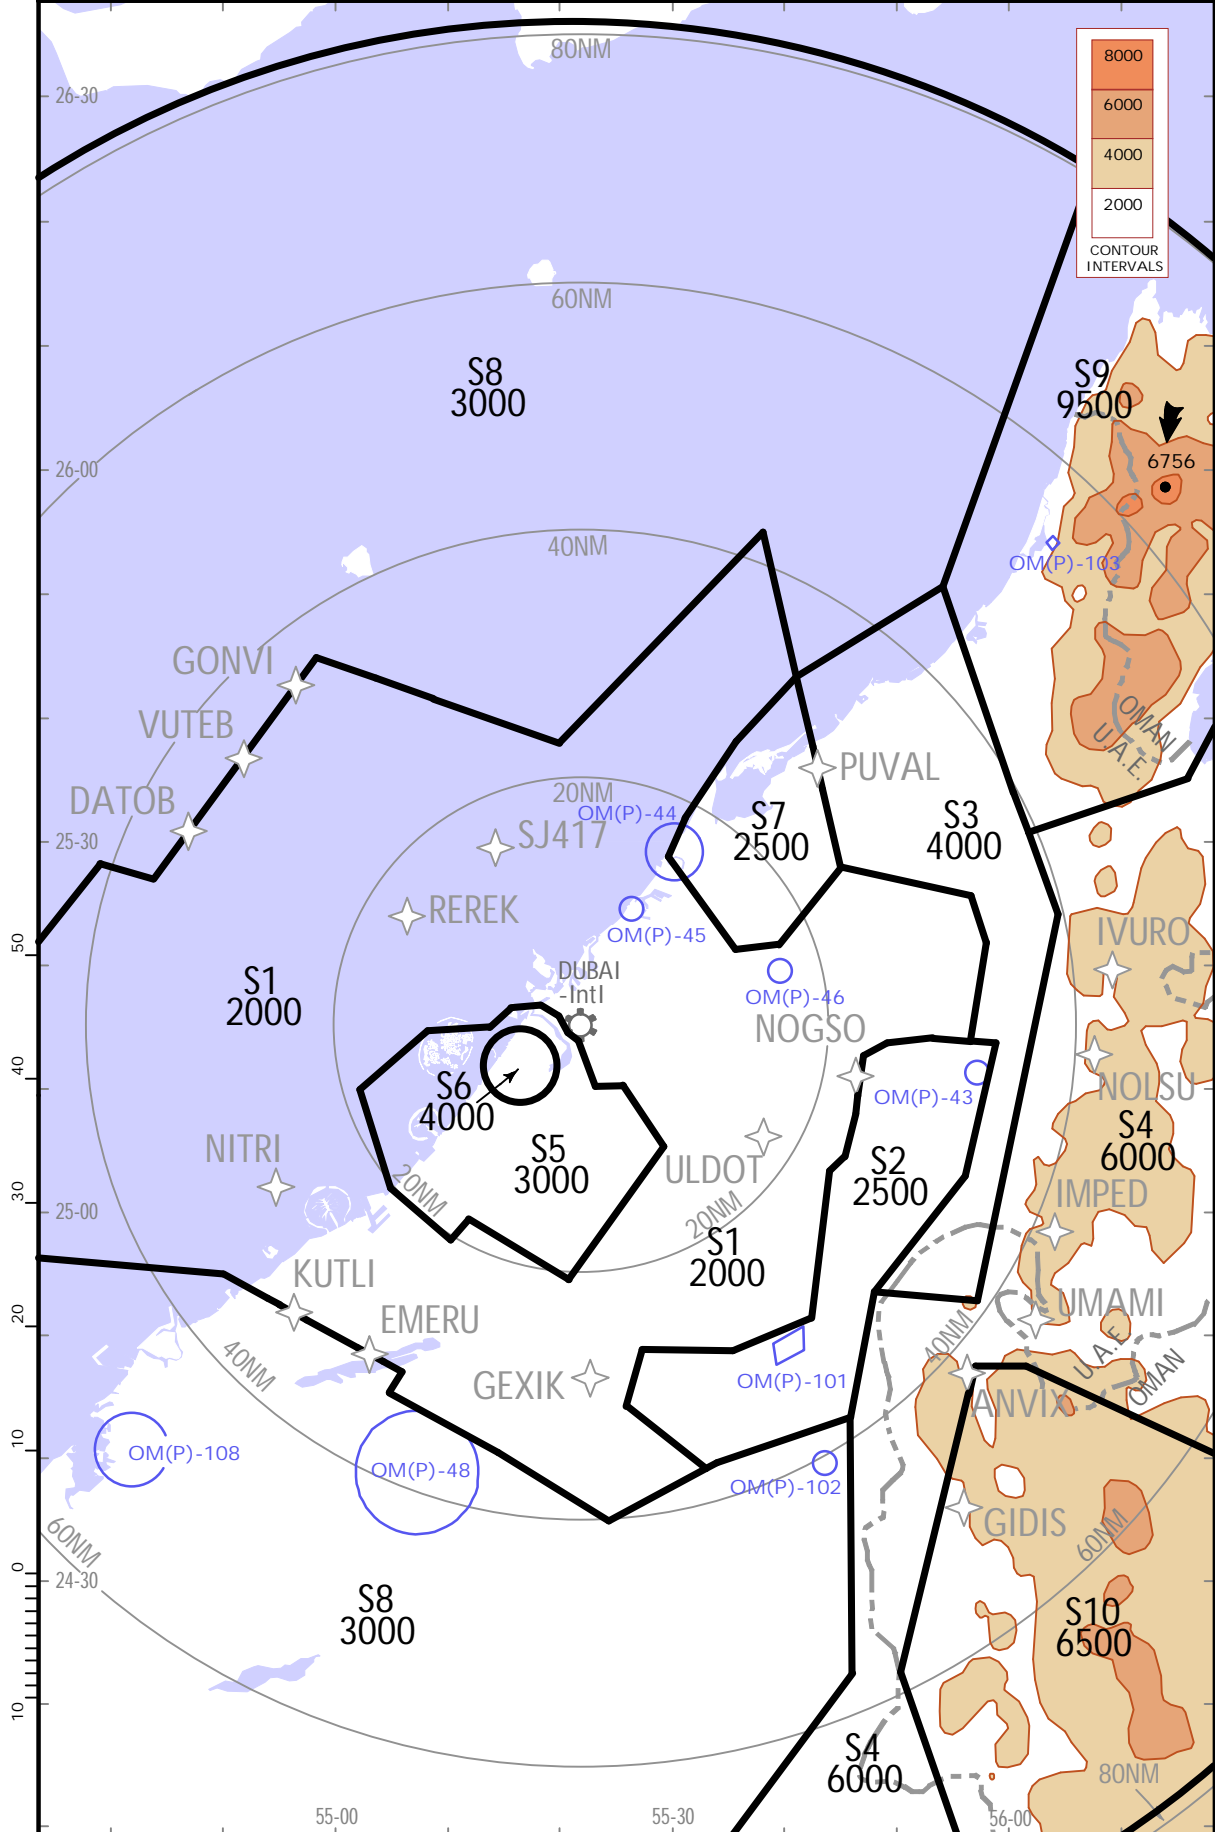 80NM
8000
26-30
6000
4000
2000
CONTOUR
INTERVALS
60NM
S8
3000
S9
9500
6756
26-00
40NM
OM(P)-103
GONVI
VUTEB
OMAN
U.A.E.
PUVAL
DATOB
20NM
OM(P)-44
S7
2500
S3
4000
SJ417
25-30
REREK
OM(P)-45
IVURO
50
S1
2000
DUBAI
-Intl
OM(P)-46
NOGSO
40
S6
4000
OM(P)-43
NOLSU
S4
6000
NITRI
S5
3000
ULDOT
S2
2500
20NM
20NM
IMPED
30
25-00
S1
2000
KUTLI
EMERU
UMAMI
20
40NM
40NM
U.A.E.
OMAN
GEXIK
OM(P)-101
ANVIX
10
OM(P)-108
OM(P)-48
OM(P)-102
GIDIS
60NM
60NM
0
24-30
S8
3000
S10
6500
10
S4
6000
80NM
55-00
55-30
56-00